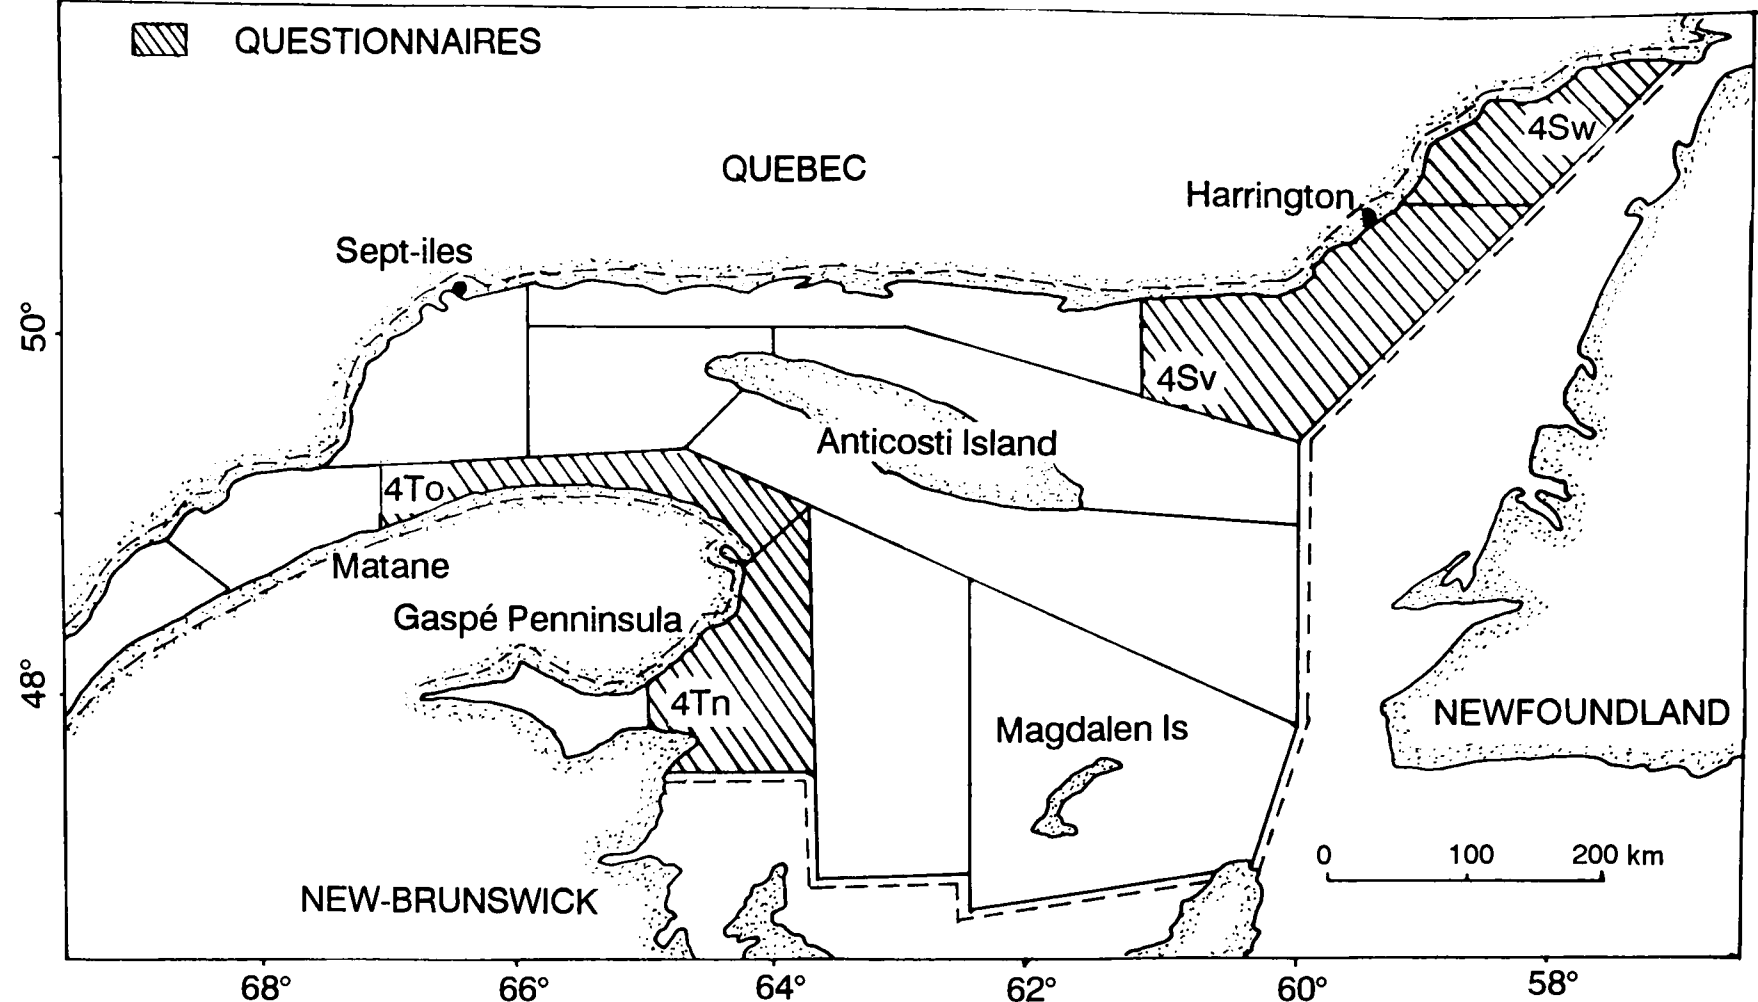 QUESTIONNAIRES
4Sw
QUEBEC
Harrington
Sept-iles
50°
4Sv
Anticosti Island
4To
Matane
Gaspé Penninsula
48°
4Tn
NEWFOUNDLAND
Magdalen Is
0 100 200 km
NEW-BRUNSWICK
68° 66° 64° 62° 60° 58°